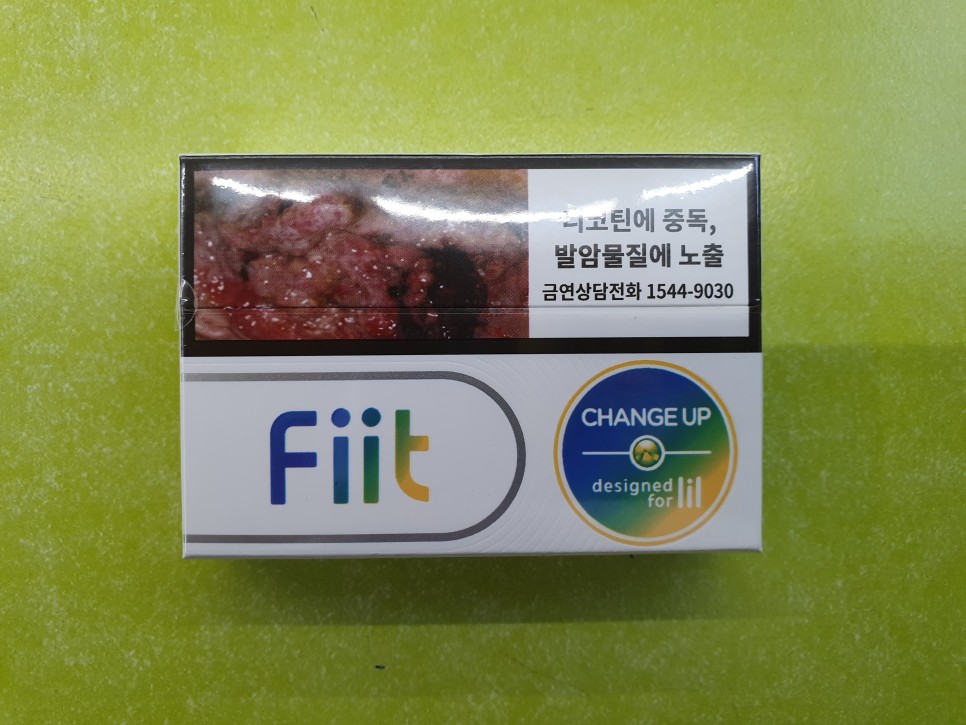 니코틴에 중독,
발암물질에 노출
금연상담전화 1544-9030
Fiit
CHANGE UP
designed
for lil